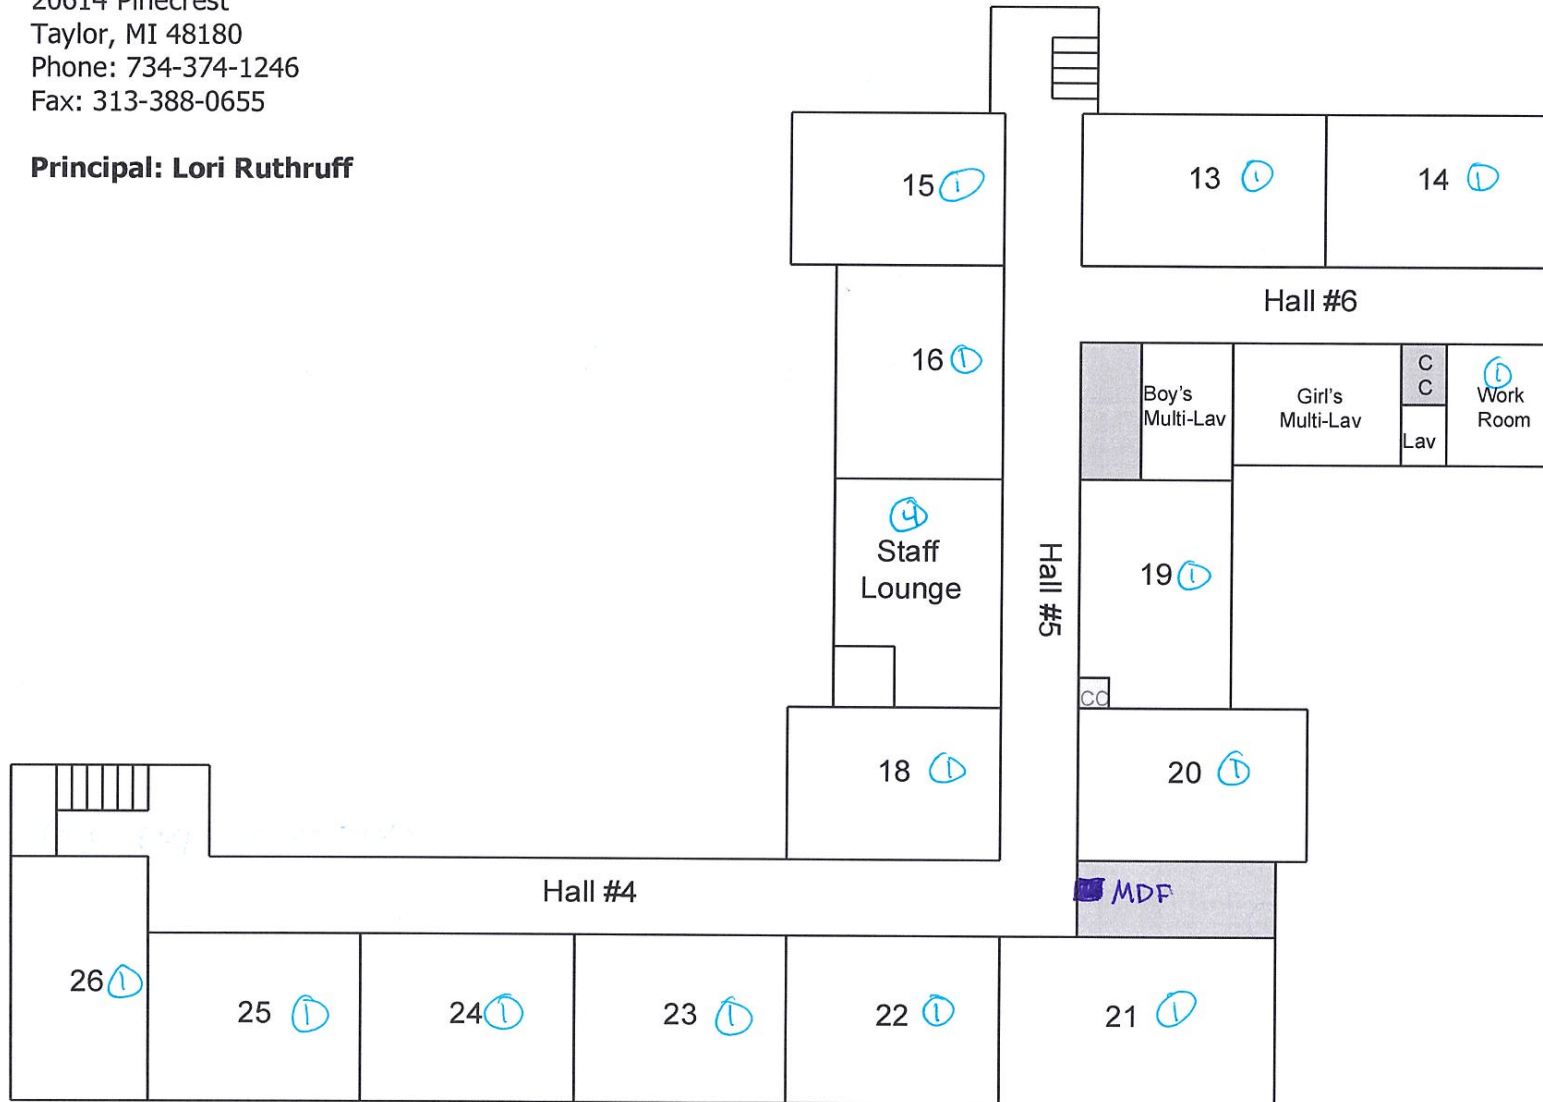 20614 Pinecrest
Taylor, MI 48180
Phone: 734-374-1246
Fax: 313-388-0655
Principal: Lori Ruthruff
15 1
13 1
14 1
Hall #6
16 1
Boy's
Multi-Lav
Girl's
Multi-Lav
C
C
Lav
1
Work
Room
4
Staff
Lounge
Hall #5
19 1
CC
18 1
20 1
Hall #4
MDF
26 1
25 1
24 1
23 1
22 1
21 1